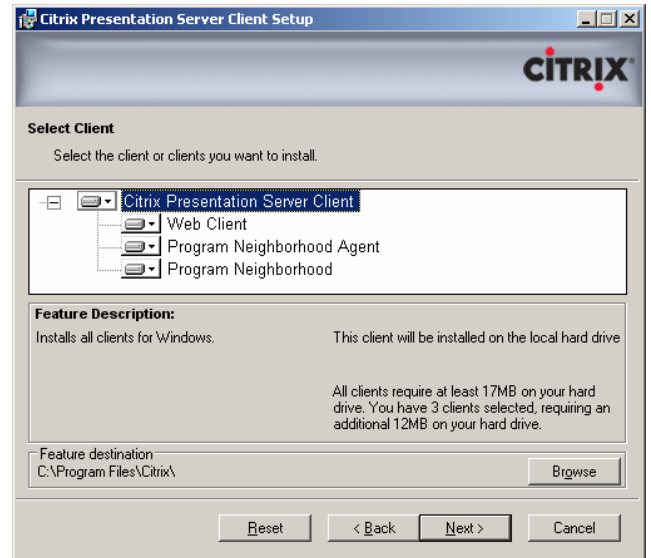 Citrix Presentation Server Client Setup
CITRIX
Select Client
Select the client or clients you want to install.
Citrix Presentation Server Client
Web Client
Program Neighborhood Agent
Program Neighborhood
Feature Description:
Installs all clients for Windows.
This client will be installed on the local hard drive
All clients require at least 17MB on your hard
drive. You have 3 clients selected, requiring an
additional 12MB on your hard drive.
Feature destination
C:\Program Files\Citrix\
Browse
Reset
< Back
Next >
Cancel